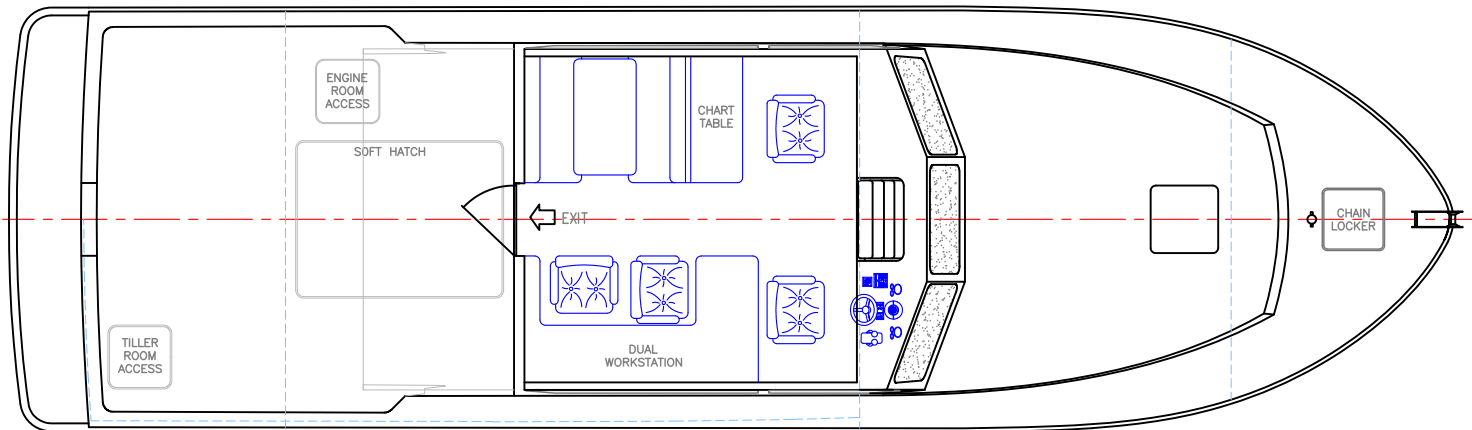 ENGINE
ROOM
ACCESS
SOFT HATCH
CHART
TABLE
EXIT
CHAIN
LOCKER
TILLER
ROOM
ACCESS
DUAL
WORKSTATION